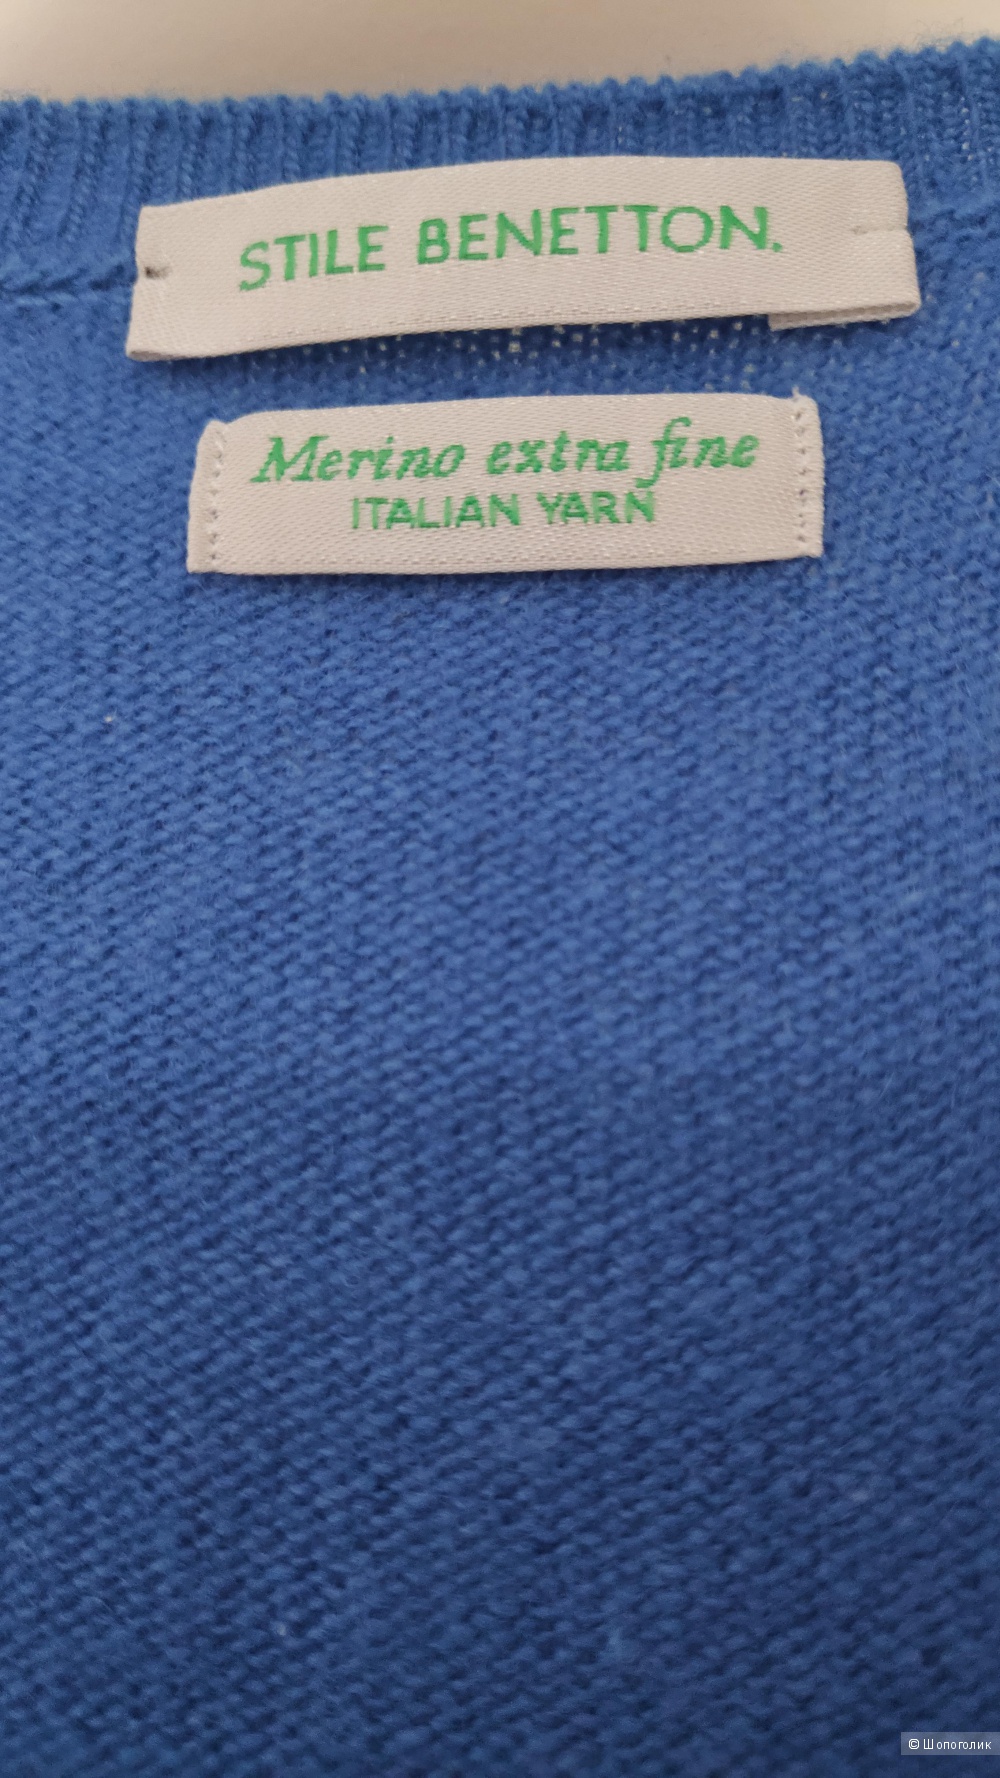 STILE BENETTON.
Merino extra fine
ITALIAN YARN
© Шопоголик